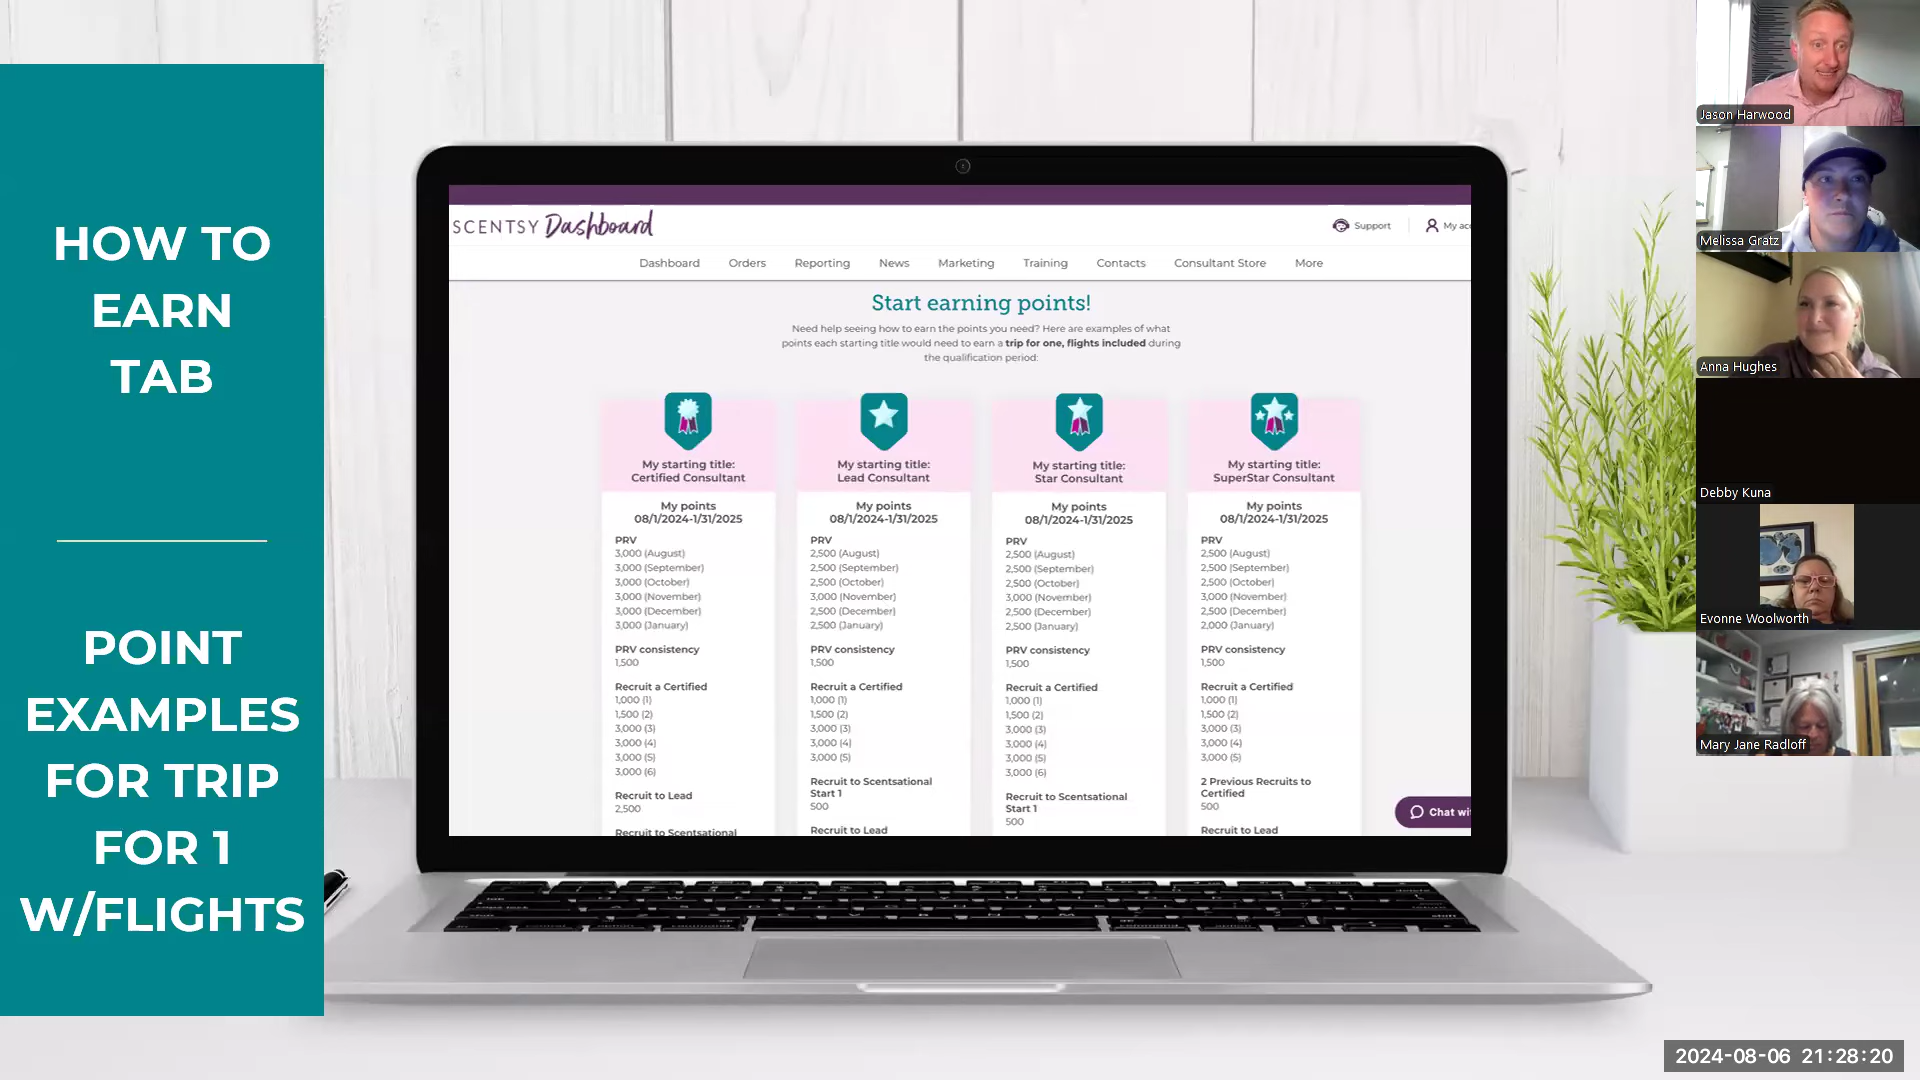 HOW TO
EARN
TAB
POINT
EXAMPLES
FOR TRIP
FOR 1
W/FLIGHTS
SCENTSY Dashboard
Support
My acc
Dashboard Orders Reporting News Marketing Training Contacts Consultant Store More
Start earning points!
Need help seeing how to earn the points you need? Here are examples of what
points each starting title would need to earn a trip for one, flights included during
the qualification period:
My starting title:
Certified Consultant
My points
08/1/2024-1/31/2025
PRV
3,000 (August)
3,000 (September)
3,000 (October)
3,000 (November)
3,000 (December)
3,000 (January)
PRV consistency
1,500
Recruit a Certified
1,000 (1)
1,500 (2)
3,000 (3)
3,000 (4)
3,000 (5)
3,000 (6)
Recruit to Lead
2,500
Recruit to Scentsational
My starting title:
Lead Consultant
My points
08/1/2024-1/31/2025
PRV
2,500 (August)
2,500 (September)
2,500 (October)
3,000 (November)
2,500 (December)
2,500 (January)
PRV consistency
1,500
Recruit a Certified
1,000 (1)
1,500 (2)
3,000 (3)
3,000 (4)
3,000 (5)
Recruit to Scentsational
Start 1
500
Recruit to Lead
My starting title:
Star Consultant
My points
08/1/2024-1/31/2025
PRV
2,500 (August)
2,500 (September)
2,500 (October)
3,000 (November)
2,500 (December)
2,500 (January)
PRV consistency
1,500
Recruit a Certified
1,000 (1)
1,500 (2)
3,000 (3)
3,000 (4)
3,000 (5)
3,000 (6)
Recruit to Scentsational
Start 1
500
My starting title:
SuperStar Consultant
My points
08/1/2024-1/31/2025
PRV
2,500 (August)
2,500 (September)
2,500 (October)
3,000 (November)
2,500 (December)
2,000 (January)
PRV consistency
1,500
Recruit a Certified
1,000 (1)
1,500 (2)
3,000 (3)
3,000 (4)
3,000 (5)
2 Previous Recruits to
Certified
500
Recruit to Lead
Chat wi
Jason Harwood
Melissa Gratz
Anna Hughes
Debby Kuna
Evonne Woolworth
Mary Jane Radloff
2024-08-06 21:28:20